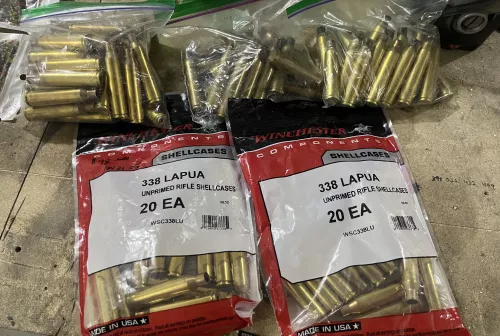 WINCHESTER
COMPONENTS
SHELLCASES
338 LAPUA
UNPRIMED RIFLE SHELLCASES
20 EA
WSC338LU
MADE IN USA
WINCHESTER
COMPONENTS
SHELLCASES
338 LAPUA
UNPRIMED RIFLE SHELLCASES
20 EA
WSC338LU
MADE IN USA